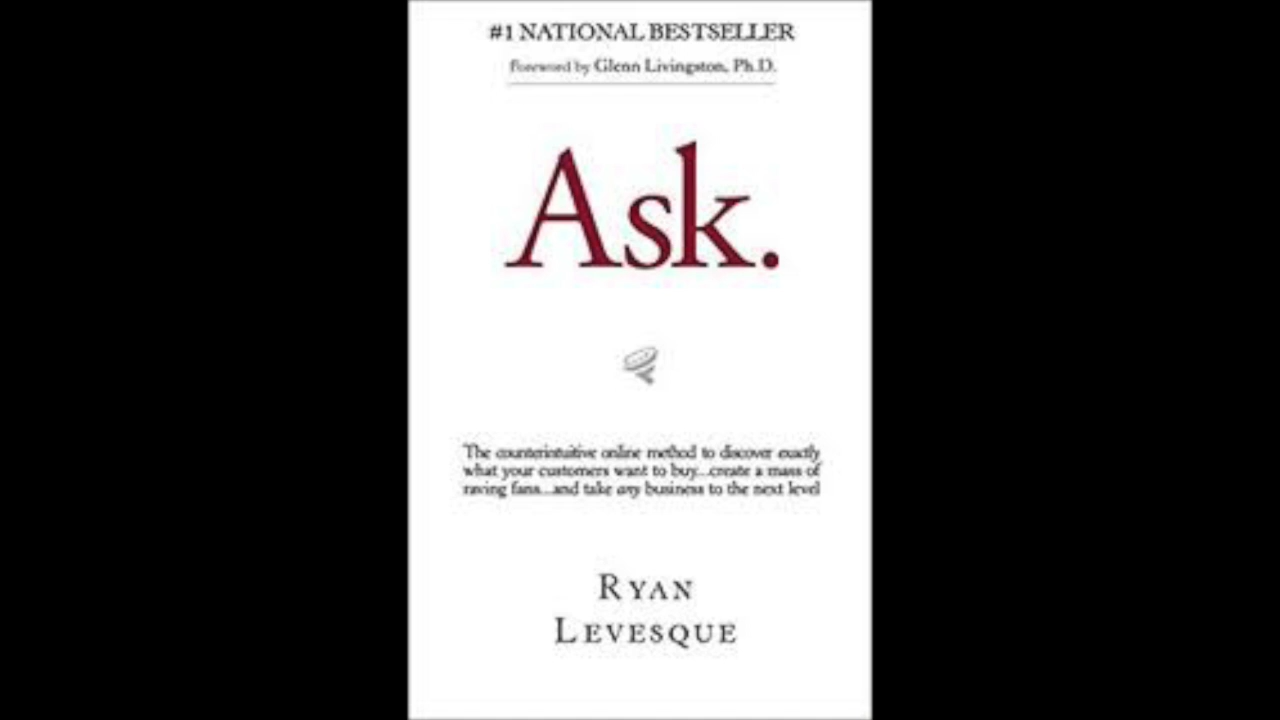 #1 NATIONAL BESTSELLER
Foreword by Glenn Livingston, Ph.D.
Ask.
The counterintuitive online method to discover exactly
what your customers want to buy...create a mass of
raving fans...and take any business to the next level
RYAN
LEVESQUE